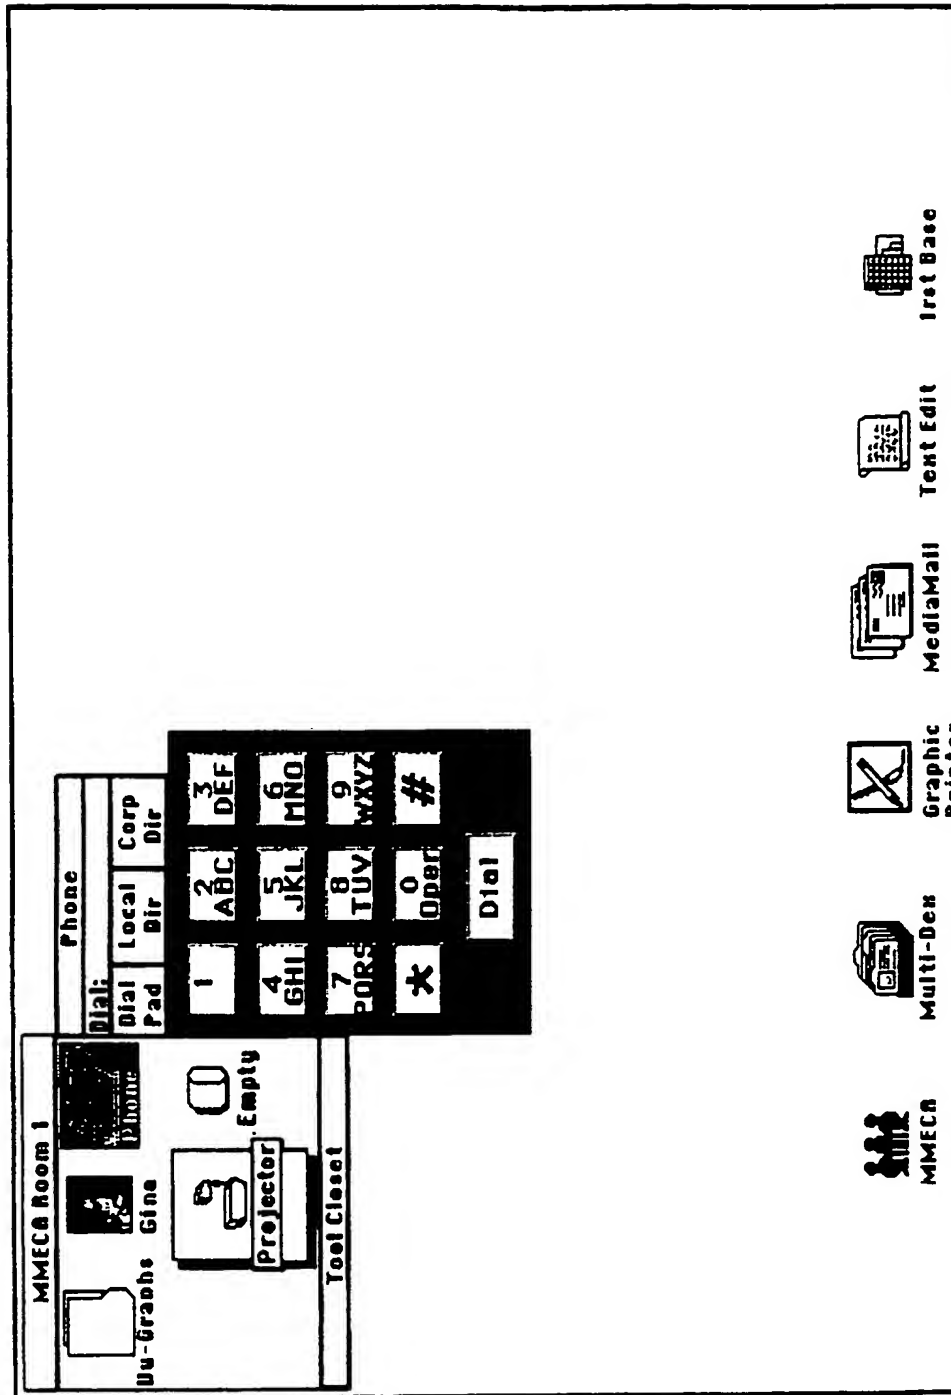 MMECA Room 1
Du-Graphs
Gina
Phone
Projector
.Empty
Tool Closet
Phone
Dial:
Dial Pad
Local Dir
Corp Dir
1
2 ABC
3 DEF
4 GHI
5 JKL
6 MNO
7 PQRS
8 TUV
9 WXYZ
*
0 Oper
#
Dial
MMECA
Multi-Dex
Graphic
MediaMail
Text Edit
1rst Base